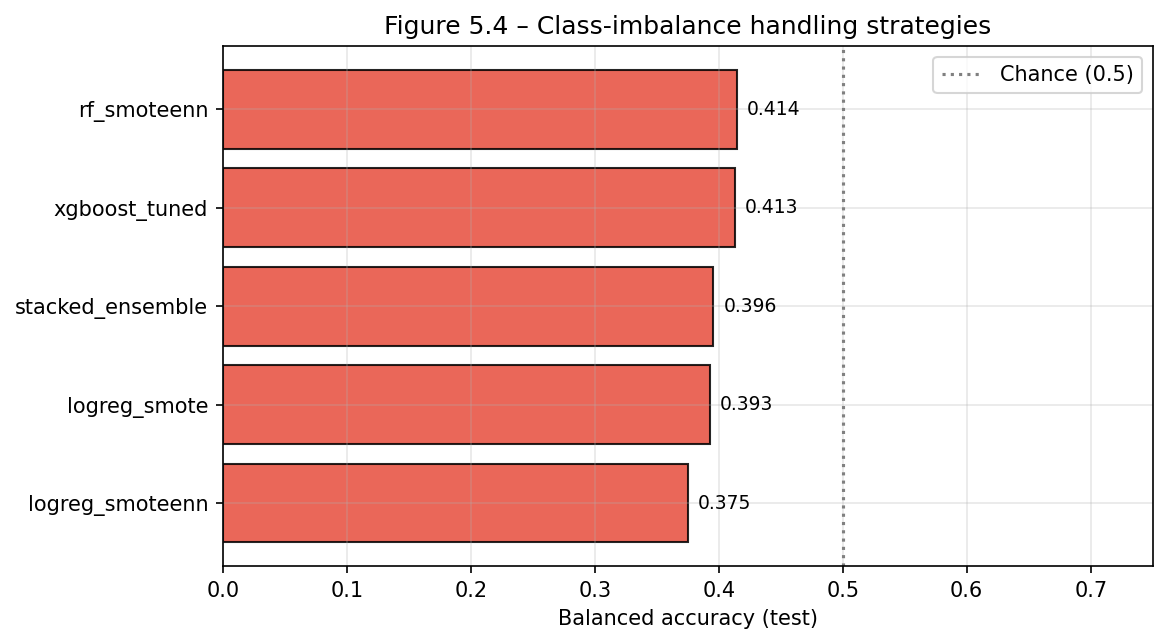 Figure 5.4 – Class-imbalance handling strategies
Chance (0.5)
rf_smoteenn
0.414
xgboost_tuned
0.413
stacked_ensemble
0.396
logreg_smote
0.393
logreg_smoteenn
0.375
0.0 0.1 0.2 0.3 0.4 0.5 0.6 0.7
Balanced accuracy (test)